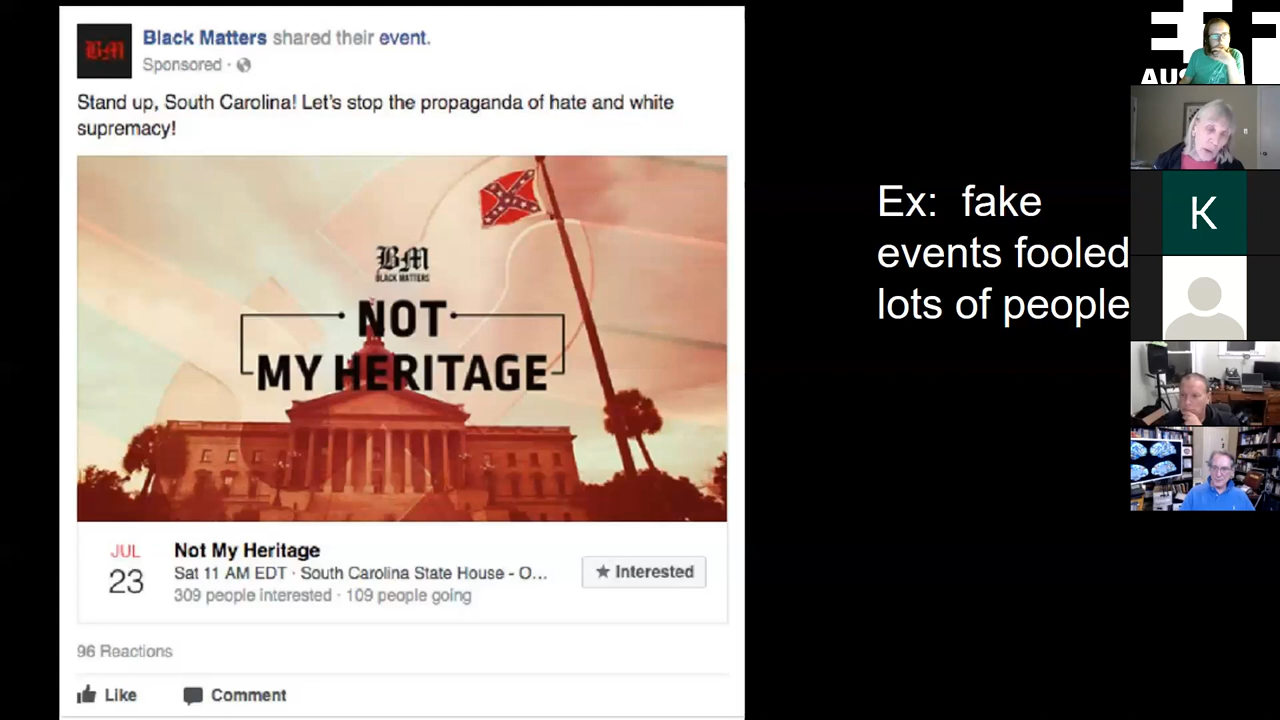 Black Matters shared their event.
Sponsored ·
Stand up, South Carolina! Let's stop the propaganda of hate and white
supremacy!
BM
BM
BLACK MATTERS
NOT
MY HERITAGE
JUL
23
Not My Heritage
Sat 11 AM EDT · South Carolina State House - O...
309 people interested · 109 people going
Interested
96 Reactions
Like
Comment
Ex: fake
events fooled
lots of people
AUS
K